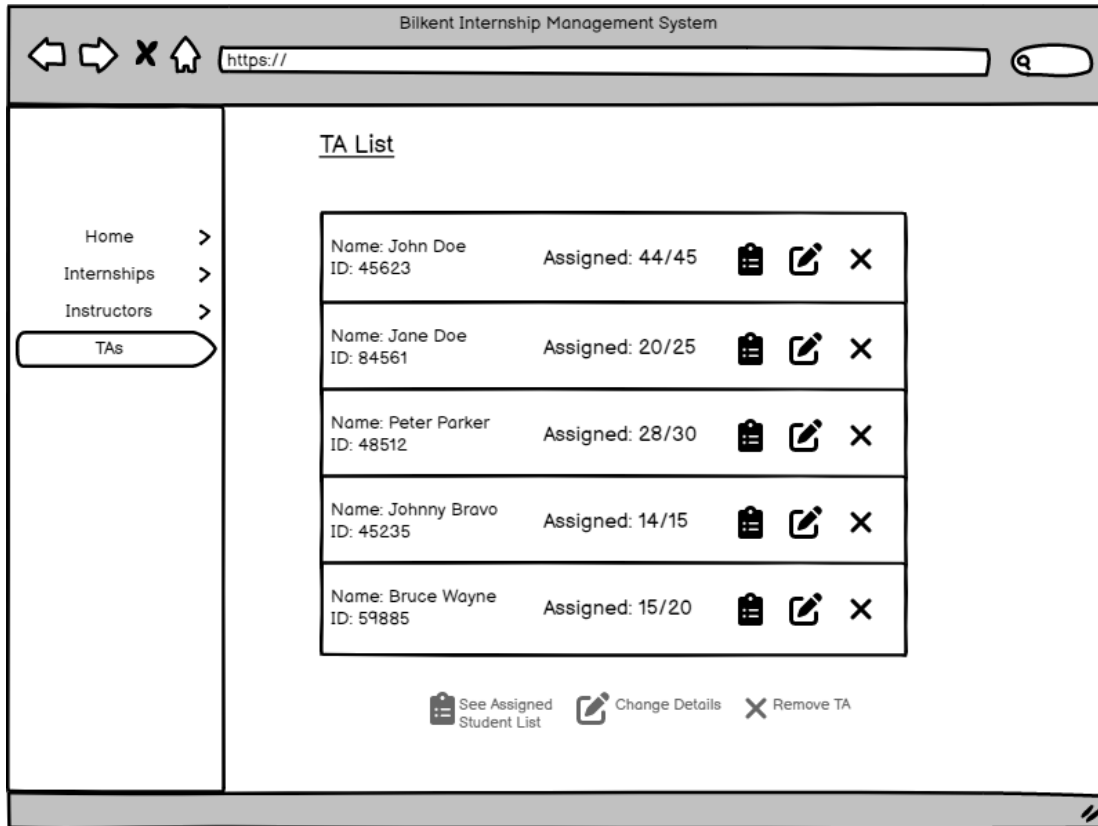 Bilkent Internship Management System
https://
TA List
Home
Internships
Instructors
TAs
Name: John Doe
ID: 45623
Assigned: 44/45
Name: Jane Doe
ID: 84561
Assigned: 20/25
Name: Peter Parker
ID: 48512
Assigned: 28/30
Name: Johnny Bravo
ID: 45235
Assigned: 14/15
Name: Bruce Wayne
ID: 59885
Assigned: 15/20
See Assigned
Student List
Change Details
Remove TA